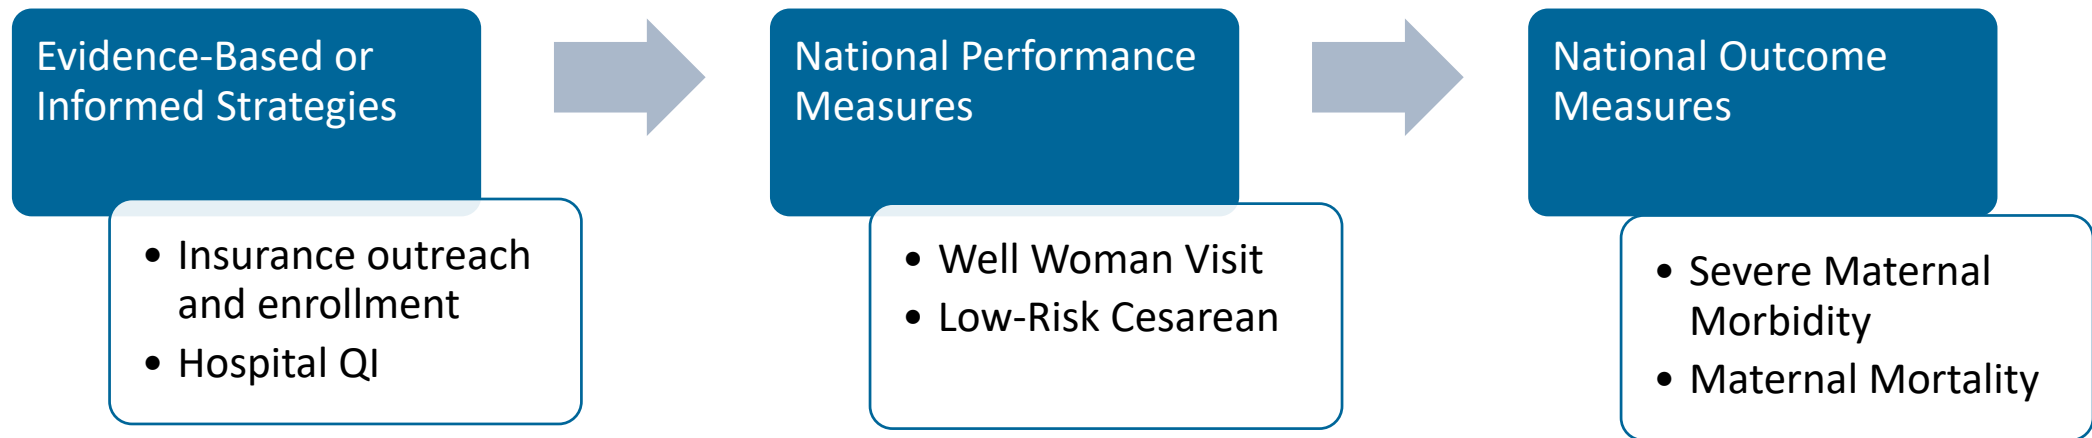 Evidence-Based or
Informed Strategies
• Insurance outreach
and enrollment
• Hospital QI
National Performance
Measures
• Well Woman Visit
• Low-Risk Cesarean
National Outcome
Measures
• Severe Maternal
Morbidity
• Maternal Mortality